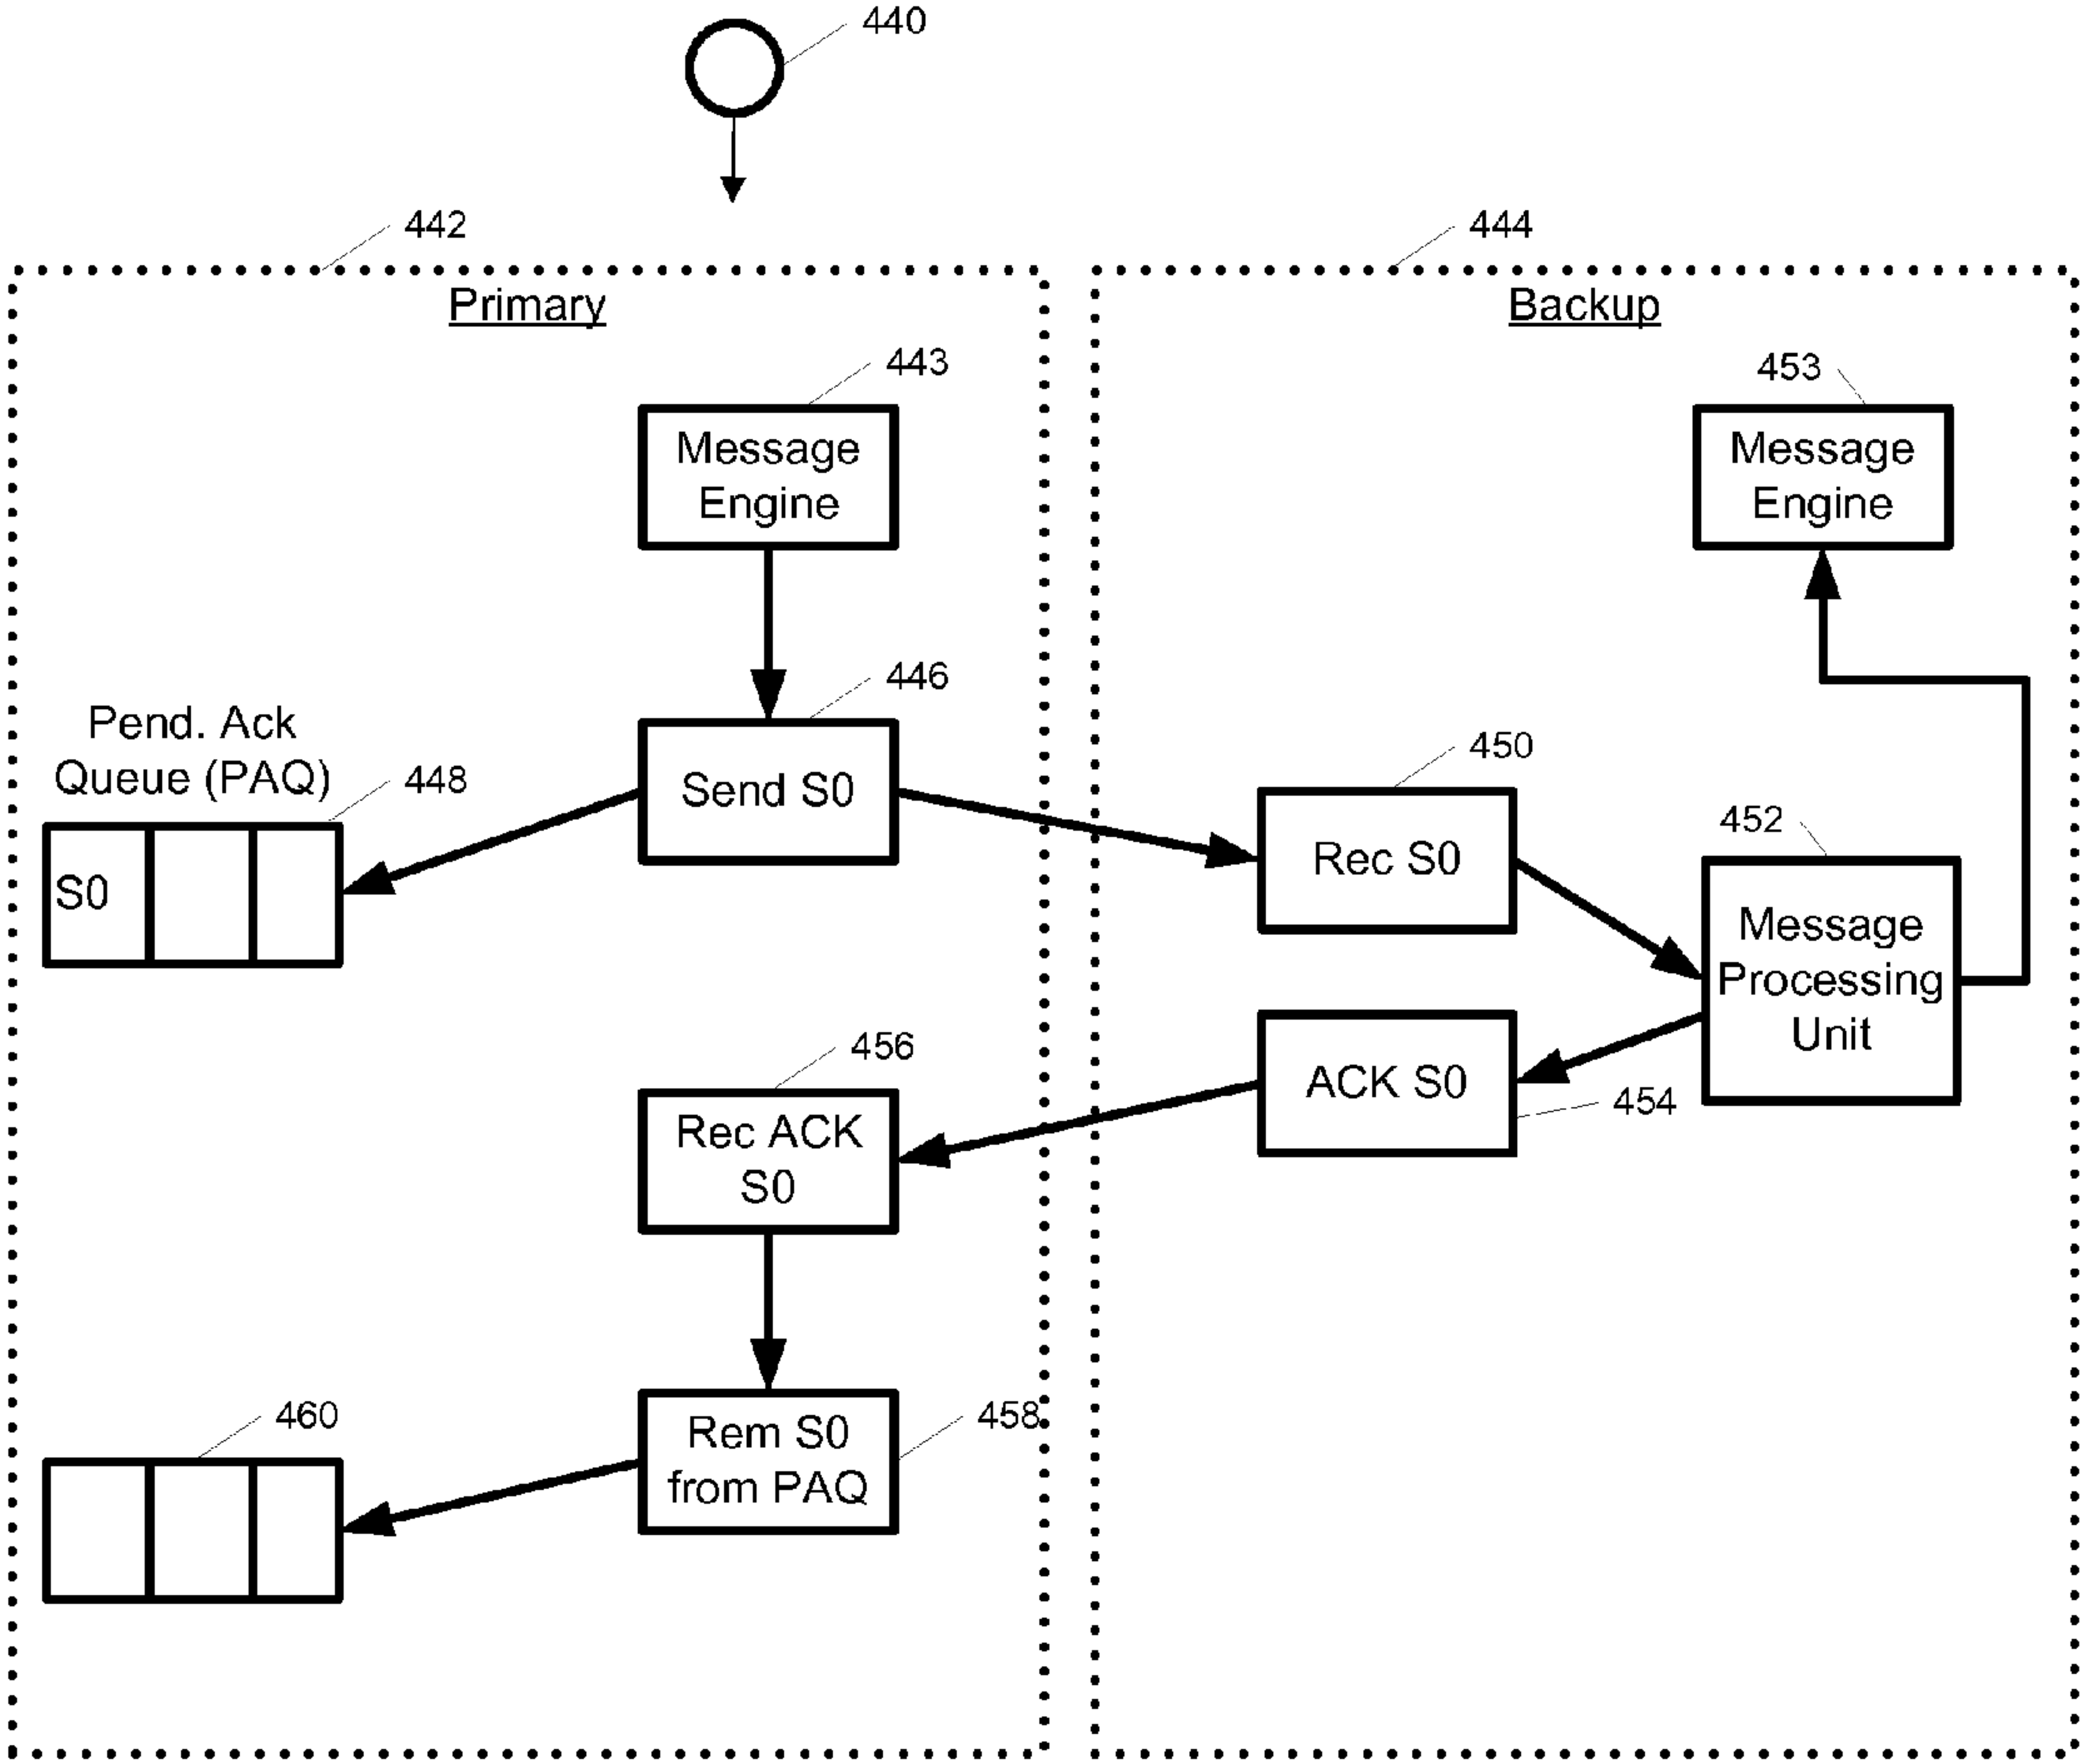 440
442
444
Primary
Backup
443
453
Message
Engine
Message
Engine
446
Pend. Ack
Queue (PAQ)
448
450
Send S0
452
S0
Rec S0
Message
Processing
Unit
456
ACK S0
454
Rec ACK
S0
460
458
Rem S0
from PAQ